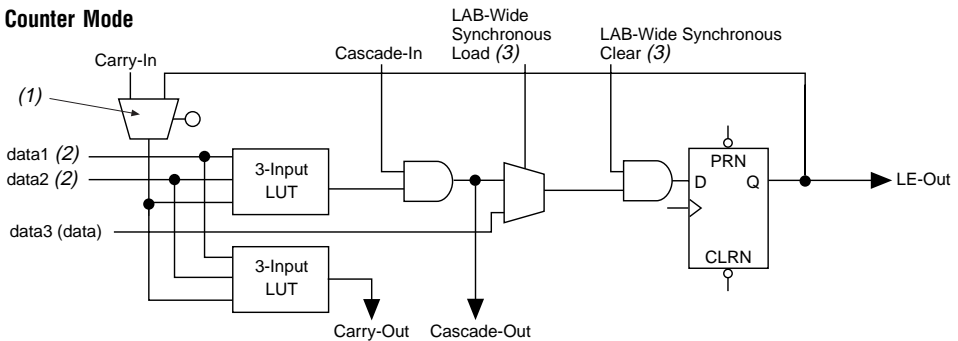 Counter Mode
LAB-Wide
Synchronous
Load (3)
LAB-Wide Synchronous
Clear (3)
Carry-In
Cascade-In
(1)
data1 (2)
data2 (2)
3-Input
LUT
PRN
D Q
CLRN
LE-Out
data3 (data)
3-Input
LUT
Carry-Out
Cascade-Out